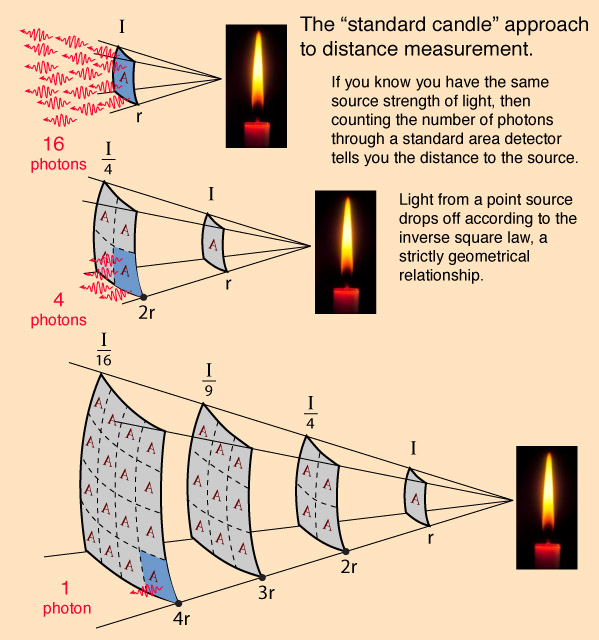 The “standard candle” approach
to distance measurement.
I
A
r
16
photons
If you know you have the same
source strength of light, then
counting the number of photons
through a standard area detector
tells you the distance to the source.
I
4
I
A A
A A
A
r
2r
4
photons
Light from a point source
drops off according to the
inverse square law, a
strictly geometrical
relationship.
I
16
I
9
I
4
I
A A A A
A A A A
A A A A
A A A A
A A A
A A A
A A A
A A
A A
A
r
2r
3r
4r
1
photon